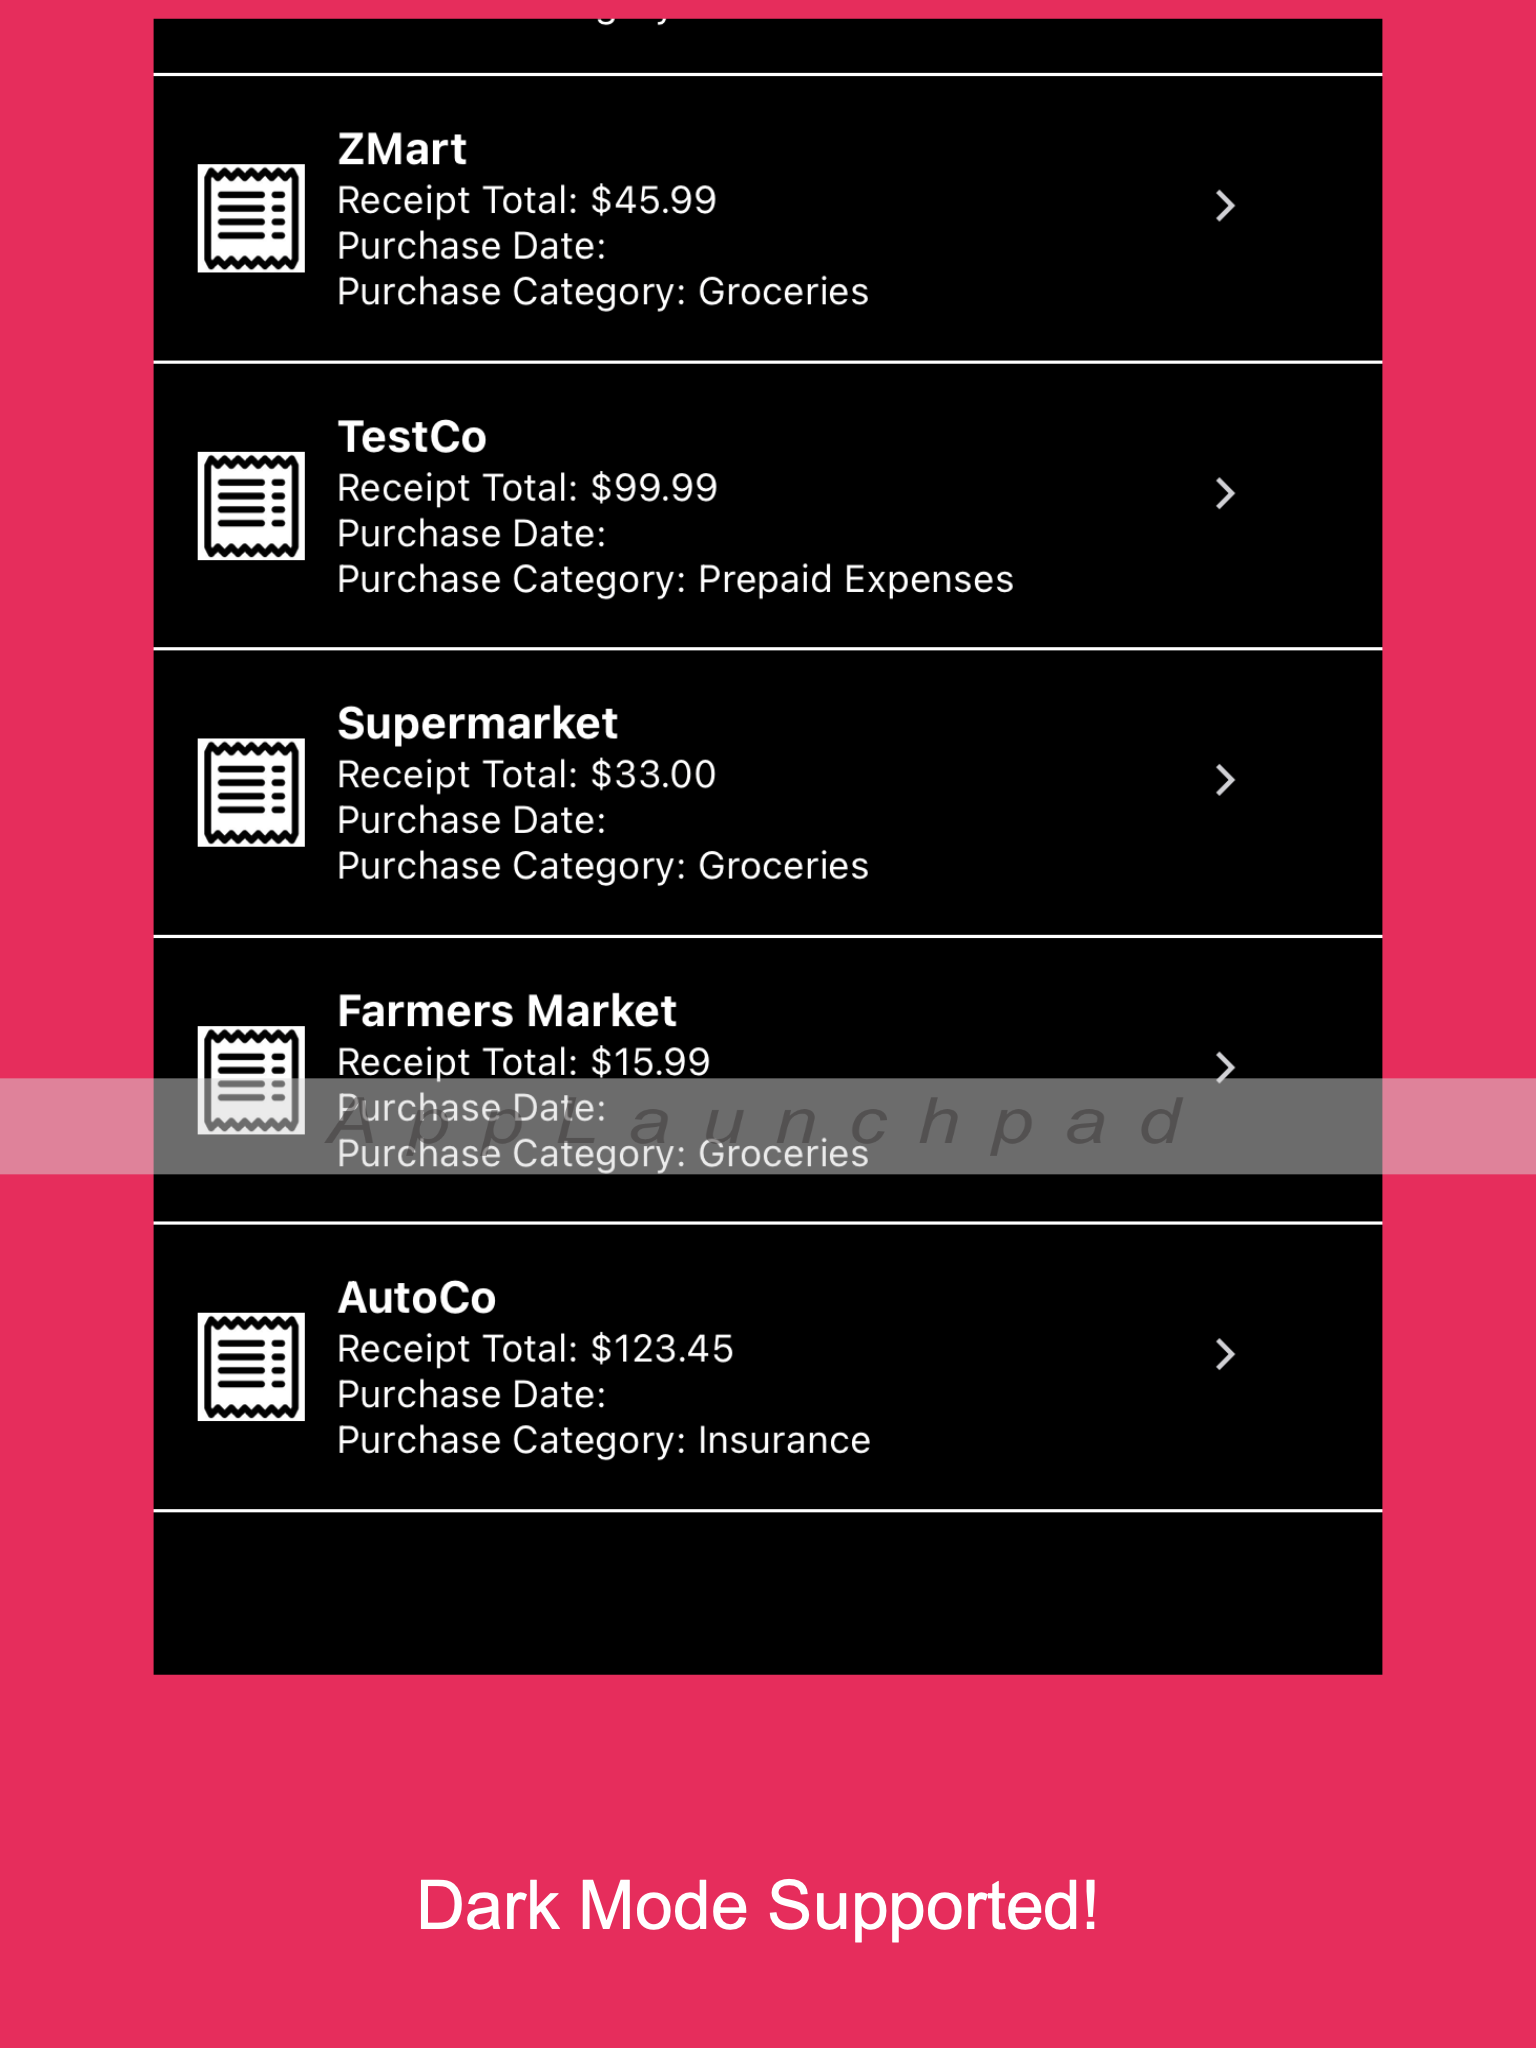 ZMart
Receipt Total: $45.99
Purchase Date:
Purchase Category: Groceries
TestCo
Receipt Total: $99.99
Purchase Date:
Purchase Category: Prepaid Expenses
Supermarket
Receipt Total: $33.00
Purchase Date:
Purchase Category: Groceries
Farmers Market
Receipt Total: $15.99
Purchase Date:
AppLaunchpad
Purchase Category: Groceries
AutoCo
Receipt Total: $123.45
Purchase Date:
Purchase Category: Insurance
Dark Mode Supported!